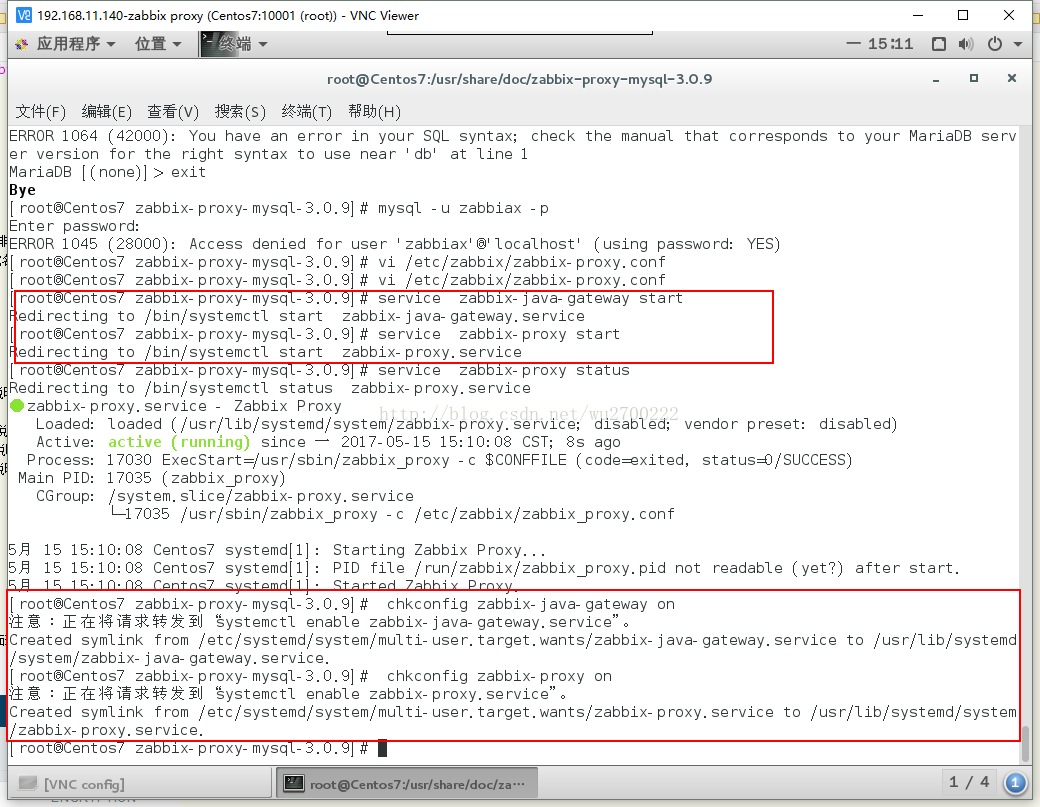 192.168.11.140-zabbix proxy (Centos7:10001 (root)) - VNC Viewer
应用程序 位置 终端 15:11
root@Centos7:/usr/share/doc/zabbix-proxy-mysql-3.0.9
文件(F) 编辑(E) 查看(V) 搜索(S) 终端(T) 帮助(H)
ERROR 1064 (42000): You have an error in your SQL syntax; check the manual that corresponds to your MariaDB serv
er version for the right syntax to use near 'db' at line 1
MariaDB [(none)]> exit
Bye
[root@Centos7 zabbix-proxy-mysql-3.0.9]# mysql -u zabbiax -p
Enter password:
ERROR 1045 (28000): Access denied for user 'zabbiax'@'localhost' (using password: YES)
[root@Centos7 zabbix-proxy-mysql-3.0.9]# vi /etc/zabbix/zabbix-proxy.conf
[root@Centos7 zabbix-proxy-mysql-3.0.9]# vi /etc/zabbix/zabbix-proxy.conf
[root@Centos7 zabbix-proxy-mysql-3.0.9]# service  zabbix-java-gateway start
Redirecting to /bin/systemctl start  zabbix-java-gateway.service
[root@Centos7 zabbix-proxy-mysql-3.0.9]# service  zabbix-proxy start
Redirecting to /bin/systemctl start  zabbix-proxy.service
[root@Centos7 zabbix-proxy-mysql-3.0.9]# service  zabbix-proxy status
Redirecting to /bin/systemctl status  zabbix-proxy.service
● zabbix-proxy.service - Zabbix Proxy
http://blog.csdn.net/wu2700222
Loaded: loaded (/usr/lib/systemd/system/zabbix-proxy.service; disabled; vendor preset: disabled)
Active: active (running) since 一 2017-05-15 15:10:08 CST; 8s ago
Process: 17030 ExecStart=/usr/sbin/zabbix_proxy -c $CONFFILE (code=exited, status=0/SUCCESS)
Main PID: 17035 (zabbix_proxy)
CGroup: /system.slice/zabbix-proxy.service
└─17035 /usr/sbin/zabbix_proxy -c /etc/zabbix/zabbix_proxy.conf
5月 15 15:10:08 Centos7 systemd[1]: Starting Zabbix Proxy...
5月 15 15:10:08 Centos7 systemd[1]: PID file /run/zabbix/zabbix_proxy.pid not readable (yet?) after start.
5月 15 15:10:08 Centos7 systemd[1]: Started Zabbix Proxy.
[root@Centos7 zabbix-proxy-mysql-3.0.9]#  chkconfig zabbix-java-gateway on
注意：正在将请求转发到“systemctl enable zabbix-java-gateway.service”。
Created symlink from /etc/systemd/system/multi-user.target.wants/zabbix-java-gateway.service to /usr/lib/systemd
/system/zabbix-java-gateway.service.
[root@Centos7 zabbix-proxy-mysql-3.0.9]#  chkconfig zabbix-proxy on
注意：正在将请求转发到“systemctl enable zabbix-proxy.service”。
Created symlink from /etc/systemd/system/multi-user.target.wants/zabbix-proxy.service to /usr/lib/systemd/system
/zabbix-proxy.service.
[root@Centos7 zabbix-proxy-mysql-3.0.9]#
[VNC config] root@Centos7:/usr/share/doc/za··· 1 / 4 1